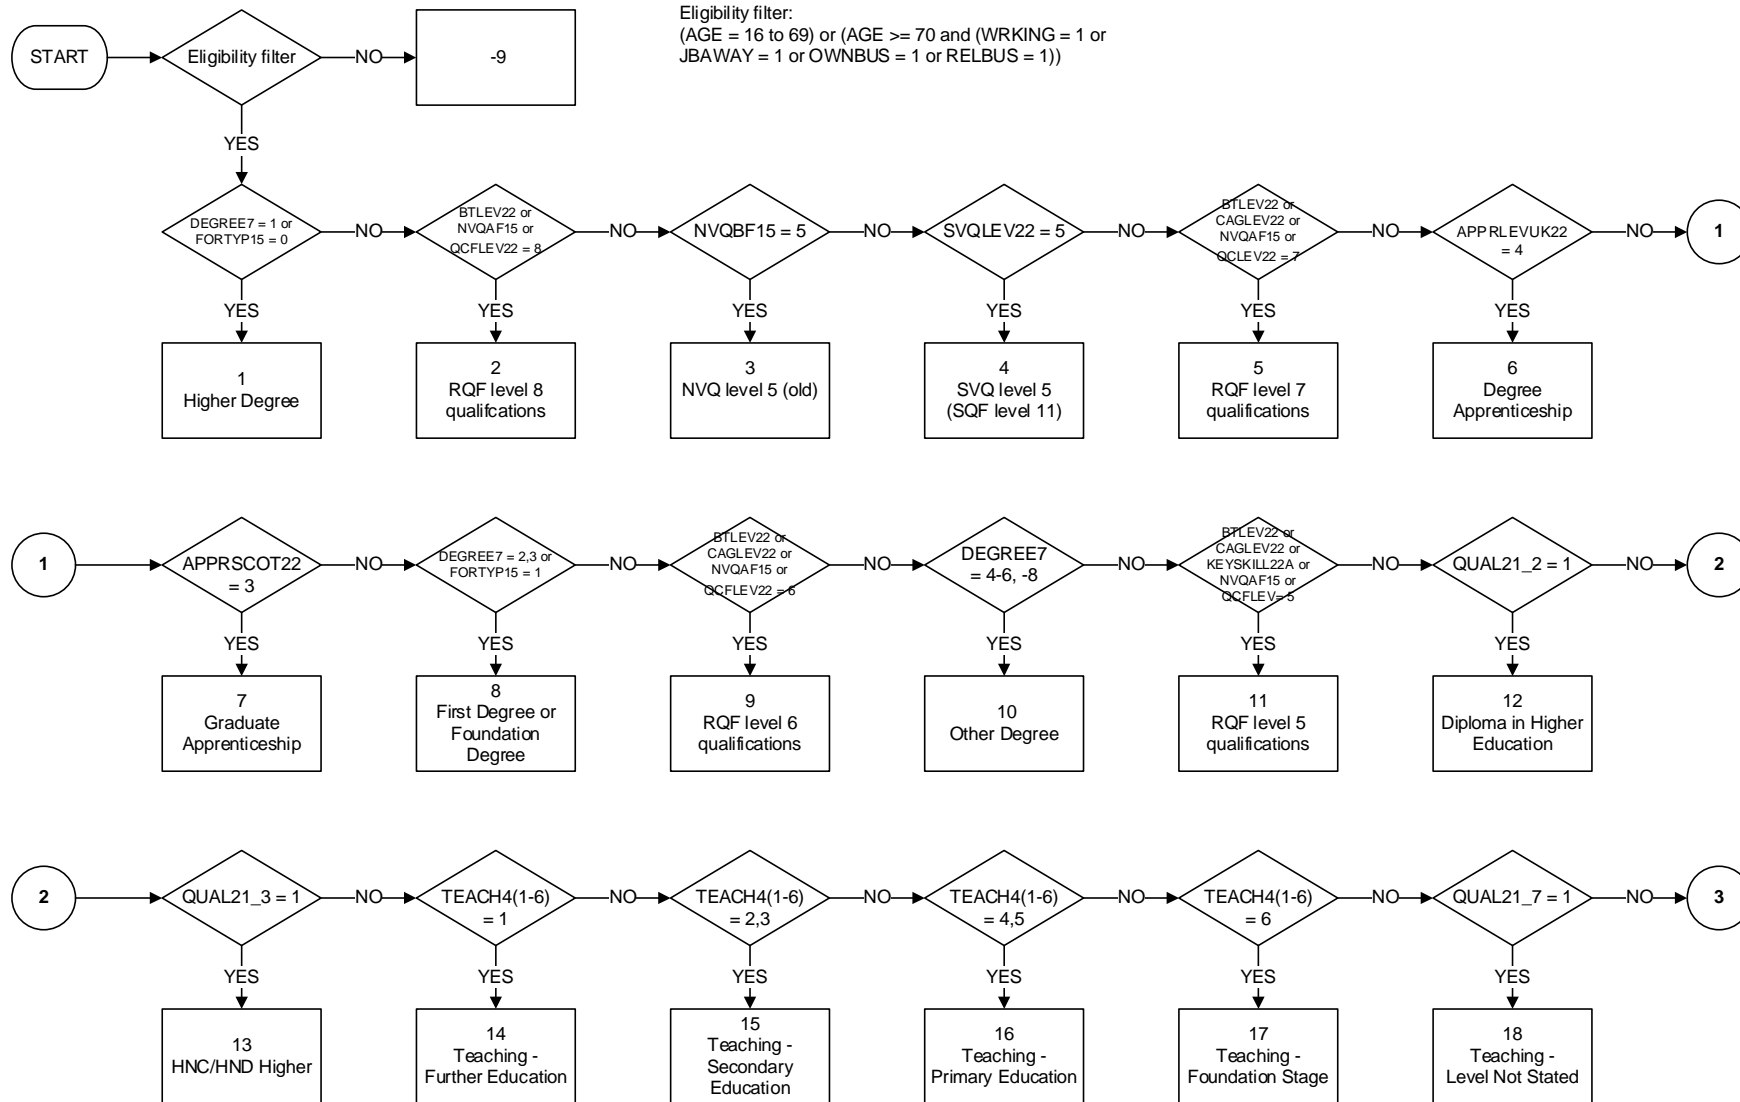 Eligibility filter:
(AGE = 16 to 69) or (AGE >= 70 and (WRKING = 1 or
JBAWAY = 1 or OWNBUS = 1 or RELBUS = 1))
START
Eligibility filter
NO
-9
YES
DEGREE7 = 1 or
FORTYP15 = 0
NO
BTLEV22 or
NVQAF15 or
QCFLEV22 = 8
NO
NVQBF15 = 5
NO
SVQLEV22 = 5
NO
BTLEV22 or
CAGLEV22 or
NVQAF15 or
QCLEV22 = 7
NO
APPRLEVUK22
= 4
NO
1
YES
YES
YES
YES
YES
YES
1
Higher Degree
2
RQF level 8
qualifcations
3
NVQ level 5 (old)
4
SVQ level 5
(SQF level 11)
5
RQF level 7
qualifications
6
Degree
Apprenticeship
1
APPRSCOT22
= 3
NO
DEGREE7 = 2,3 or
FORTYP15 = 1
NO
BTLEV22 or
CAGLEV22 or
NVQAF15 or
QCFLEV22 = 6
NO
DEGREE7
= 4-6, -8
NO
BTLEV22 or
CAGLEV22 or
KEYSKILL22A or
NVQAF15 or
QCFLEV= 5
NO
QUAL21_2 = 1
NO
2
YES
YES
YES
YES
YES
YES
7
Graduate
Apprenticeship
8
First Degree or
Foundation
Degree
9
RQF level 6
qualifications
10
Other Degree
11
RQF level 5
qualifications
12
Diploma in Higher
Education
2
QUAL21_3 = 1
NO
TEACH4(1-6)
= 1
NO
TEACH4(1-6)
= 2,3
NO
TEACH4(1-6)
= 4,5
NO
TEACH4(1-6)
= 6
NO
QUAL21_7 = 1
NO
3
YES
YES
YES
YES
YES
YES
13
HNC/HND Higher
14
Teaching -
Further Education
15
Teaching -
Secondary
Education
16
Teaching -
Primary Education
17
Teaching -
Foundation Stage
18
Teaching -
Level Not Stated